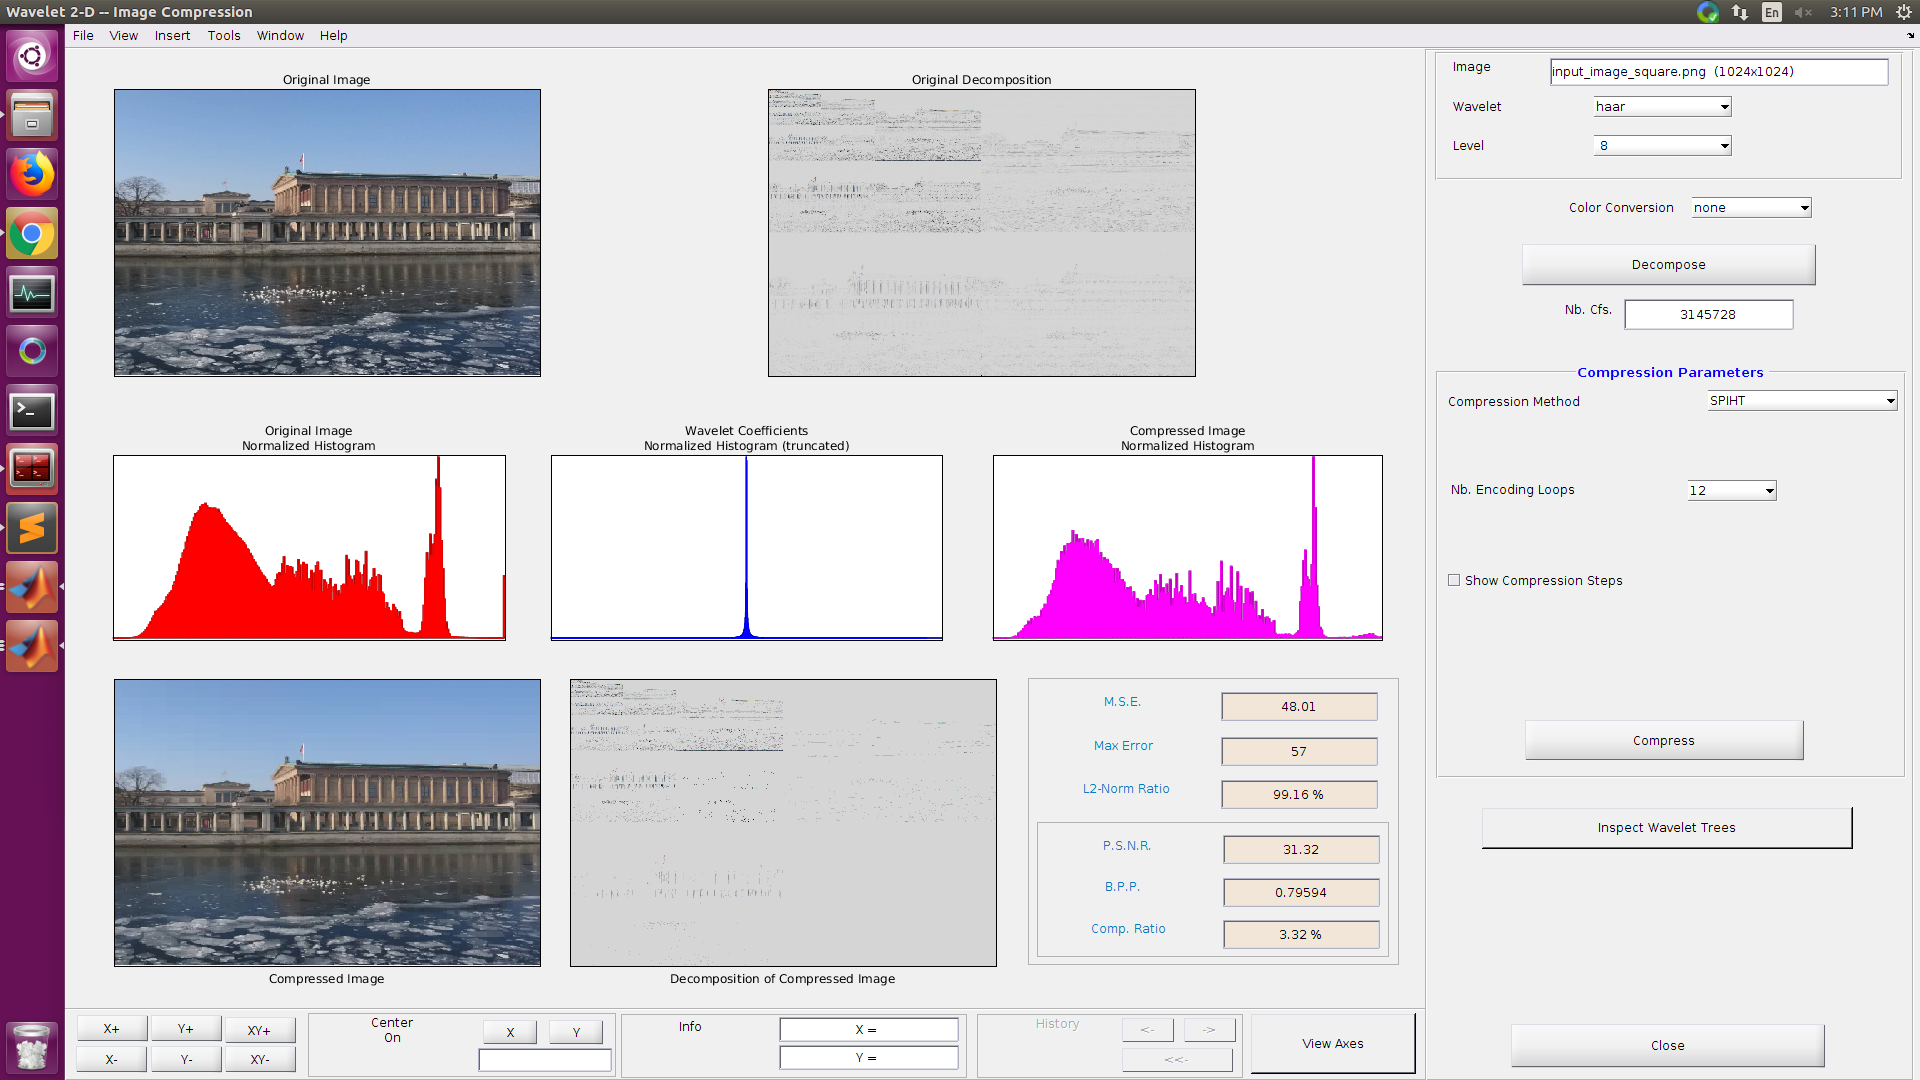 Wavelet 2-D -- Image Compression
En
3:11 PM
File View Insert Tools Window Help
Original Image
Original Decomposition
Original Image
Normalized Histogram
Wavelet Coefficients
Normalized Histogram (truncated)
Compressed Image
Normalized Histogram
Compressed Image
Decomposition of Compressed Image
M.S.E. 48.01
Max Error 57
L2-Norm Ratio 99.16 %
P.S.N.R. 31.32
B.P.P. 0.79594
Comp. Ratio 3.32 %
Image input_image_square.png (1024x1024)
Wavelet haar
Level 8
Color Conversion none
Decompose
Nb. Cfs. 3145728
Compression Parameters
Compression Method SPIHT
Nb. Encoding Loops 12
Show Compression Steps
Compress
Inspect Wavelet Trees
Close
X+ Y+ XY+
X- Y- XY-
Center
On
X Y
Info
X =
Y =
History
<- ->
<<-
View Axes